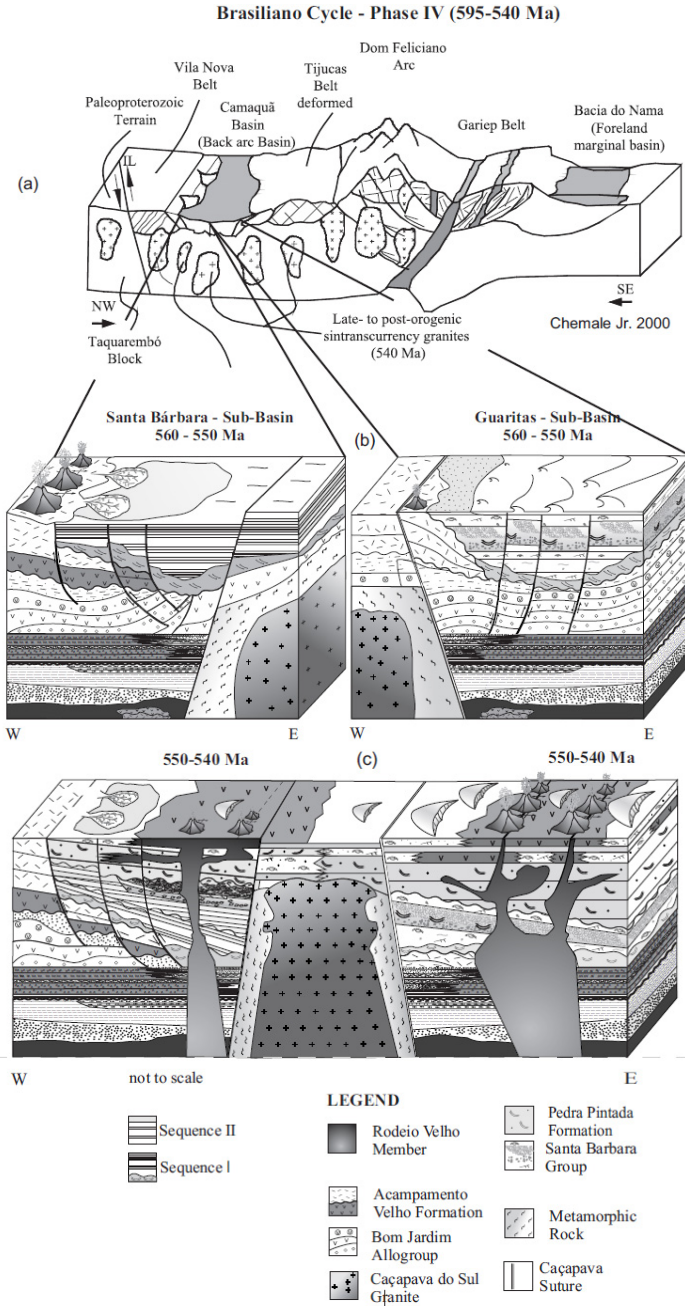 Brasiliano Cycle - Phase IV (595-540 Ma)
Dom Feliciano
Arc
Vila Nova
Belt
Tijucas
Belt
deformed
Paleoproterozoic
Terrain
Camaquã
Basin
(Back arc Basin)
Gariep Belt
Bacia do Nama
(Foreland
marginal basin)
(a)
IL
NW
SE
Taquarembó
Block
Late- to post-orogenic
sintranscurrency granites
(540 Ma)
Chemale Jr. 2000
Santa Bárbara - Sub-Basin
560 - 550 Ma
(b)
Guaritas - Sub-Basin
560 - 550 Ma
W
E
W
E
550-540 Ma
(c)
550-540 Ma
W
not to scale
E
LEGEND
Sequence II
Sequence I
Rodeio Velho
Member
Acampamento
Velho Formation
Bom Jardim
Allogroup
Caçapava do Sul
Granite
Pedra Pintada
Formation
Santa Barbara
Group
Metamorphic
Rock
Caçapava
Suture